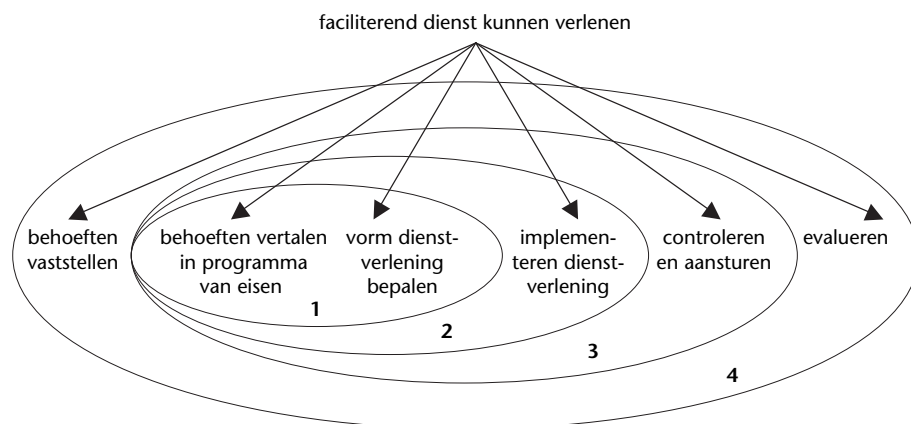 faciliterend dienst kunnen verlenen
behoeften
vaststellen
behoeften vertalen
in programma
van eisen
vorm dienst-
verlening
bepalen
implemen-
teren dienst-
verlening
controleren
en aansturen
evalueren
1
2
3
4